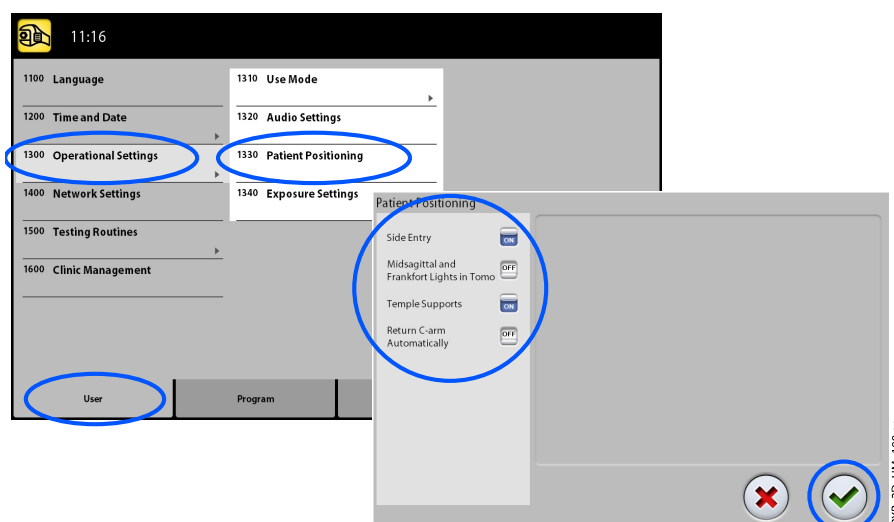 11:16
1100 Language
1200 Time and Date
1300 Operational Settings
1400 Network Settings
1500 Testing Routines
1600 Clinic Management
1310 Use Mode
1320 Audio Settings
1330 Patient Positioning
1340 Exposure Settings
User
Program
Patient Positioning
Side Entry
ON
Midsagittal and
Frankfort Lights in Tomo
OFF
Temple Supports
ON
Return C-arm
Automatically
OFF